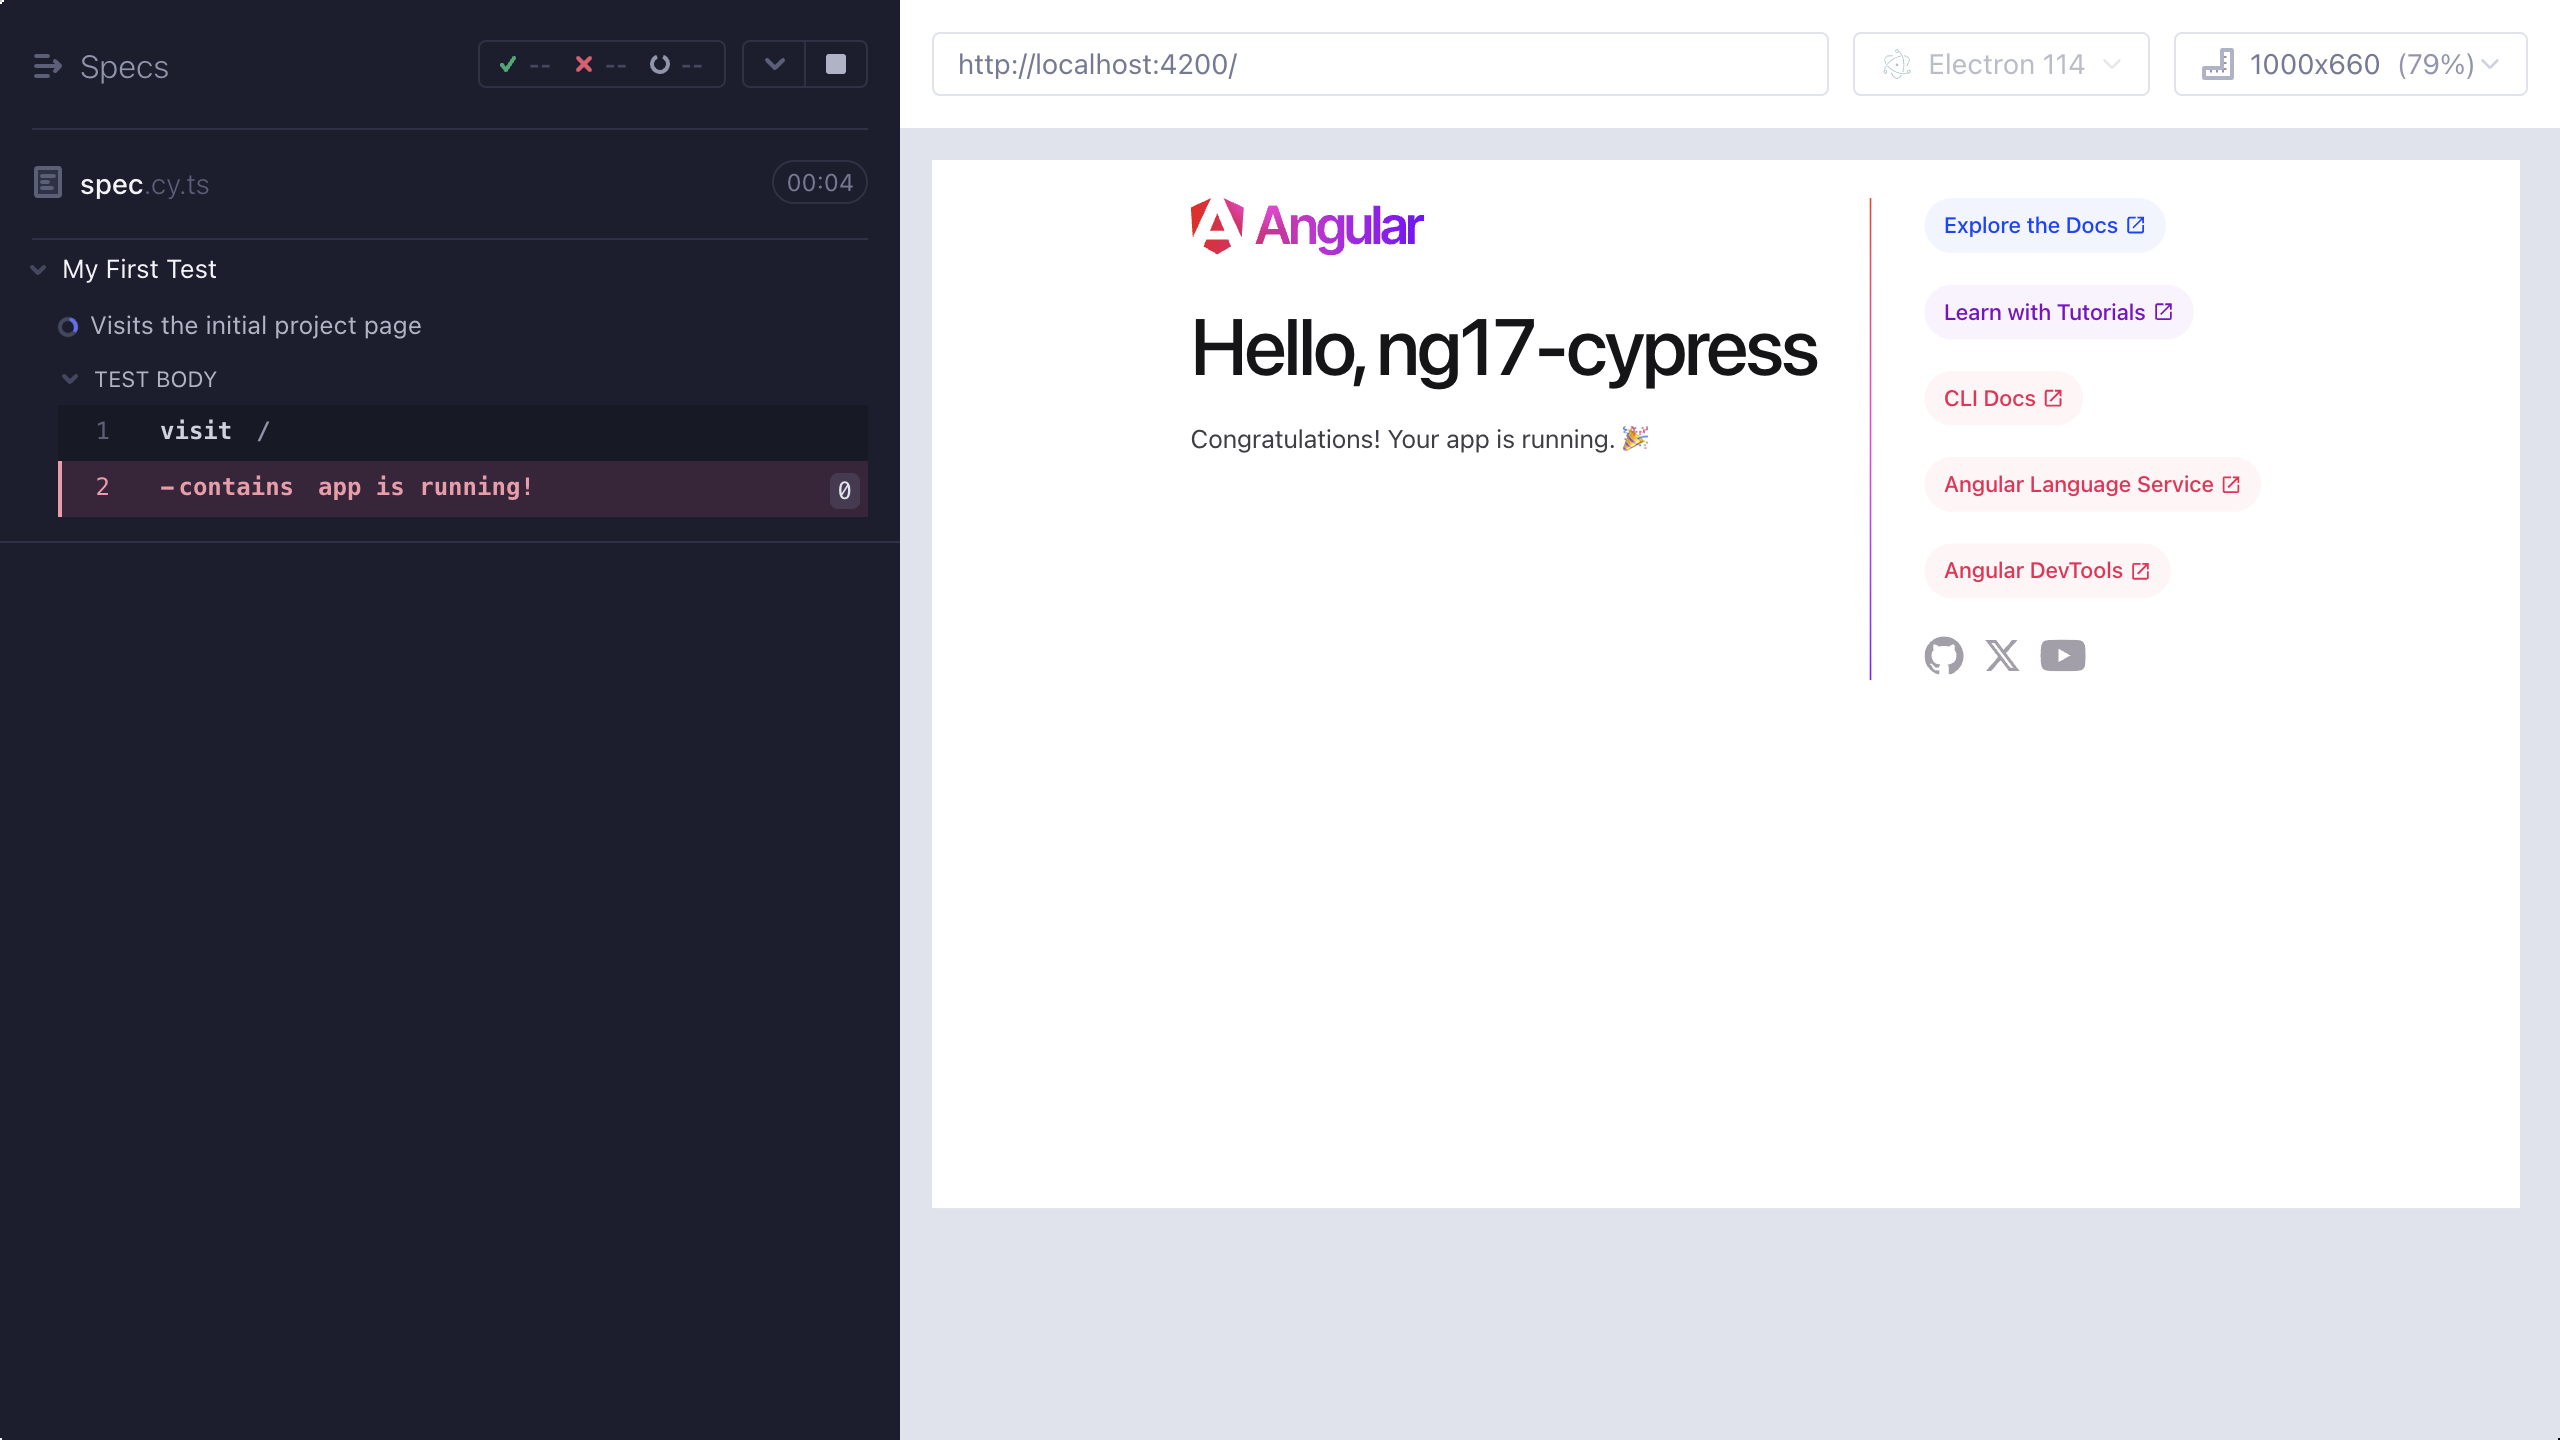 Specs
-- -- --
spec.cy.ts
00:04
My First Test
Visits the initial project page
TEST BODY
1 visit /
2 -contains app is running! 0
http://localhost:4200/
Electron 114
1000x660 (79%)
Angular
Hello, ng17-cypress
Congratulations! Your app is running. 🎉
Explore the Docs
Learn with Tutorials
CLI Docs
Angular Language Service
Angular DevTools